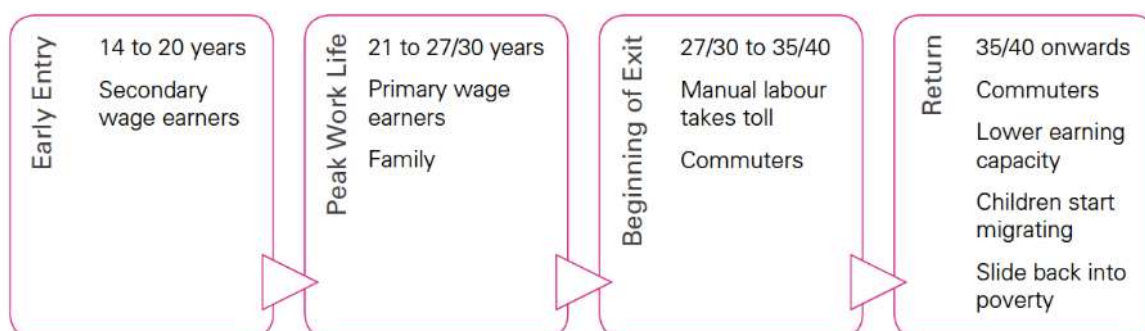 Early Entry
14 to 20 years
Secondary
wage earners
Peak Work Life
21 to 27/30 years
Primary wage
earners
Family
Beginning of Exit
27/30 to 35/40
Manual labour
takes toll
Commuters
Return
35/40 onwards
Commuters
Lower earning
capacity
Children start
migrating
Slide back into
poverty